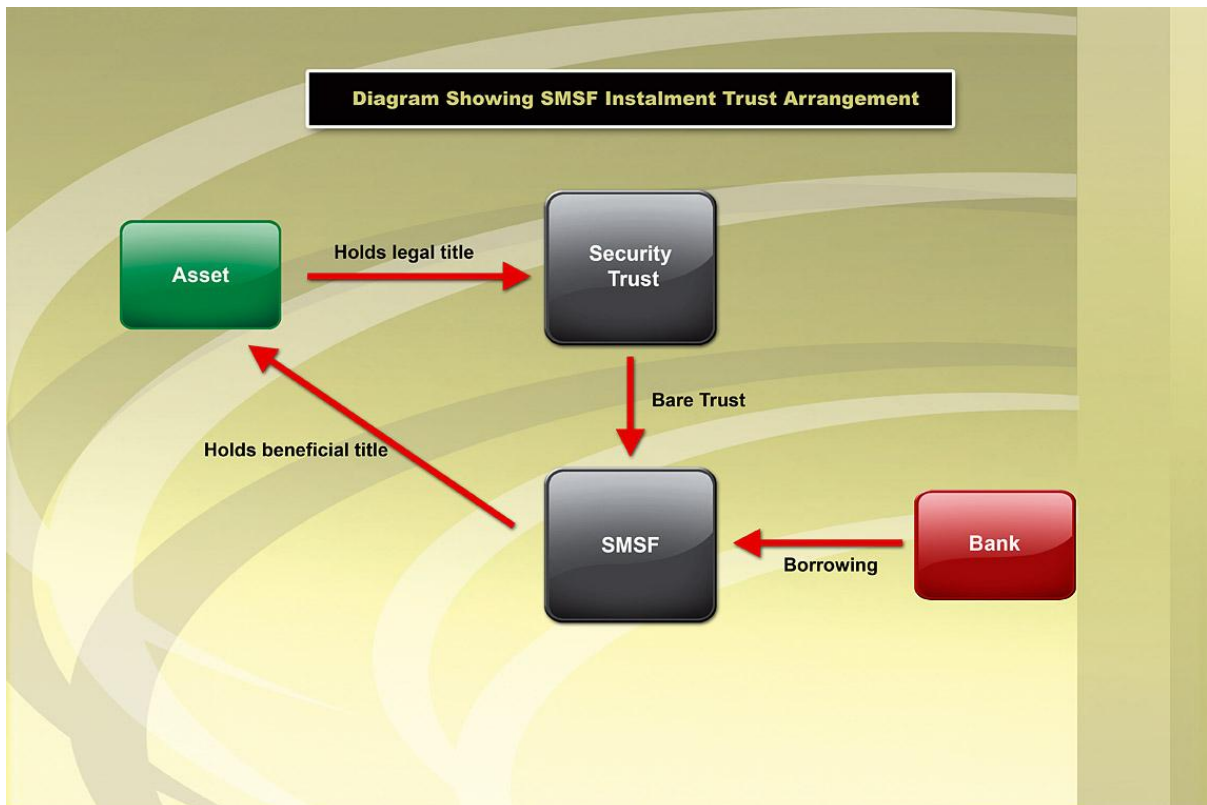 Diagram Showing SMSF Instalment Trust Arrangement
Holds legal title
Asset
Security
Trust
Bare Trust
Holds beneficial title
SMSF
Borrowing
Bank